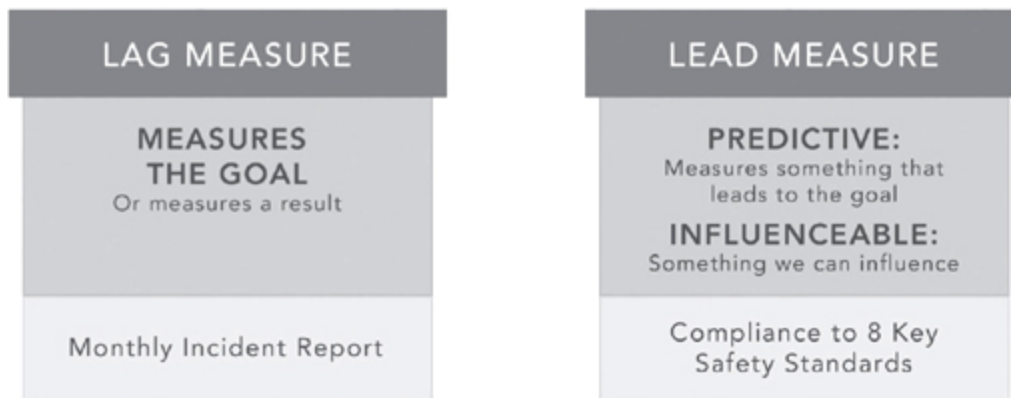 LAG MEASURE
MEASURES
THE GOAL
Or measures a result
Monthly Incident Report
LEAD MEASURE
PREDICTIVE:
Measures something that
leads to the goal
INFLUENCEABLE:
Something we can influence
Compliance to 8 Key
Safety Standards